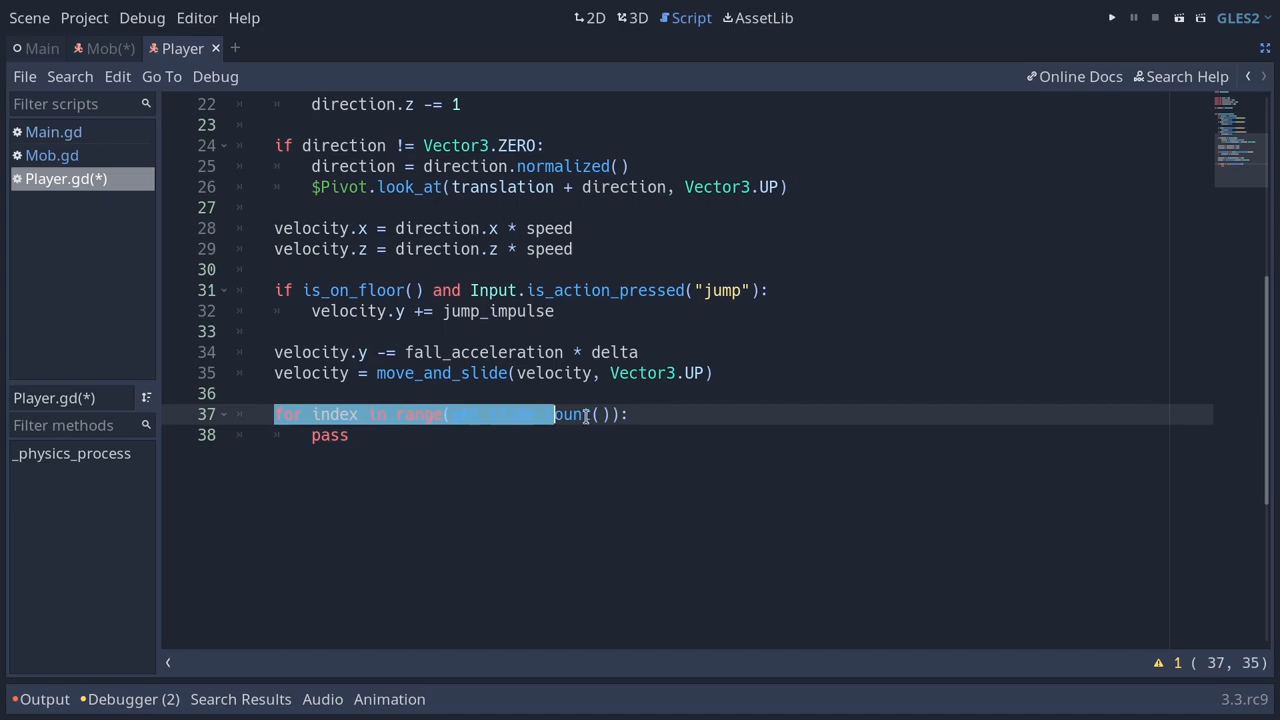 Scene Project Debug Editor Help 2D 3D Script AssetLib GLES2
Main Mob(*) Player × +
File Search Edit Go To Debug Online Docs Search Help
Filter scripts
Main.gd
Mob.gd
Player.gd(*)
Player.gd(*)
Filter methods
_physics_process
22 direction.z -= 1
23
24 if direction != Vector3.ZERO:
25 direction = direction.normalized()
26 $Pivot.look_at(translation + direction, Vector3.UP)
27
28 velocity.x = direction.x * speed
29 velocity.z = direction.z * speed
30
31 if is_on_floor() and Input.is_action_pressed("jump"):
32 velocity.y += jump_impulse
33
34 velocity.y -= fall_acceleration * delta
35 velocity = move_and_slide(velocity, Vector3.UP)
36
37 for index in range( ount()):
38 pass
1 ( 37, 35)
Output Debugger (2) Search Results Audio Animation 3.3.rc9